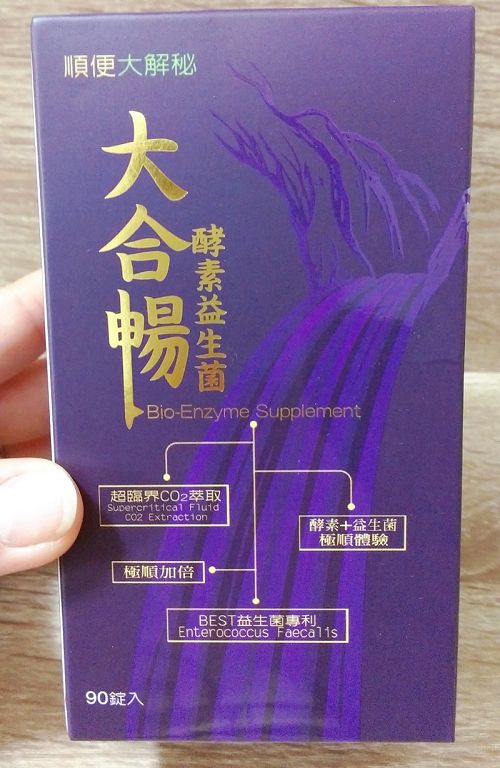 順便大解秘
大合暢
酵素益生菌
Bio-Enzyme Supplement
超臨界CO₂萃取
Supercritical Fluid
CO2 Extraction
酵素+益生菌
極順體驗
極順加倍
BEST益生菌專利
Enterococcus Faecalis
90錠入